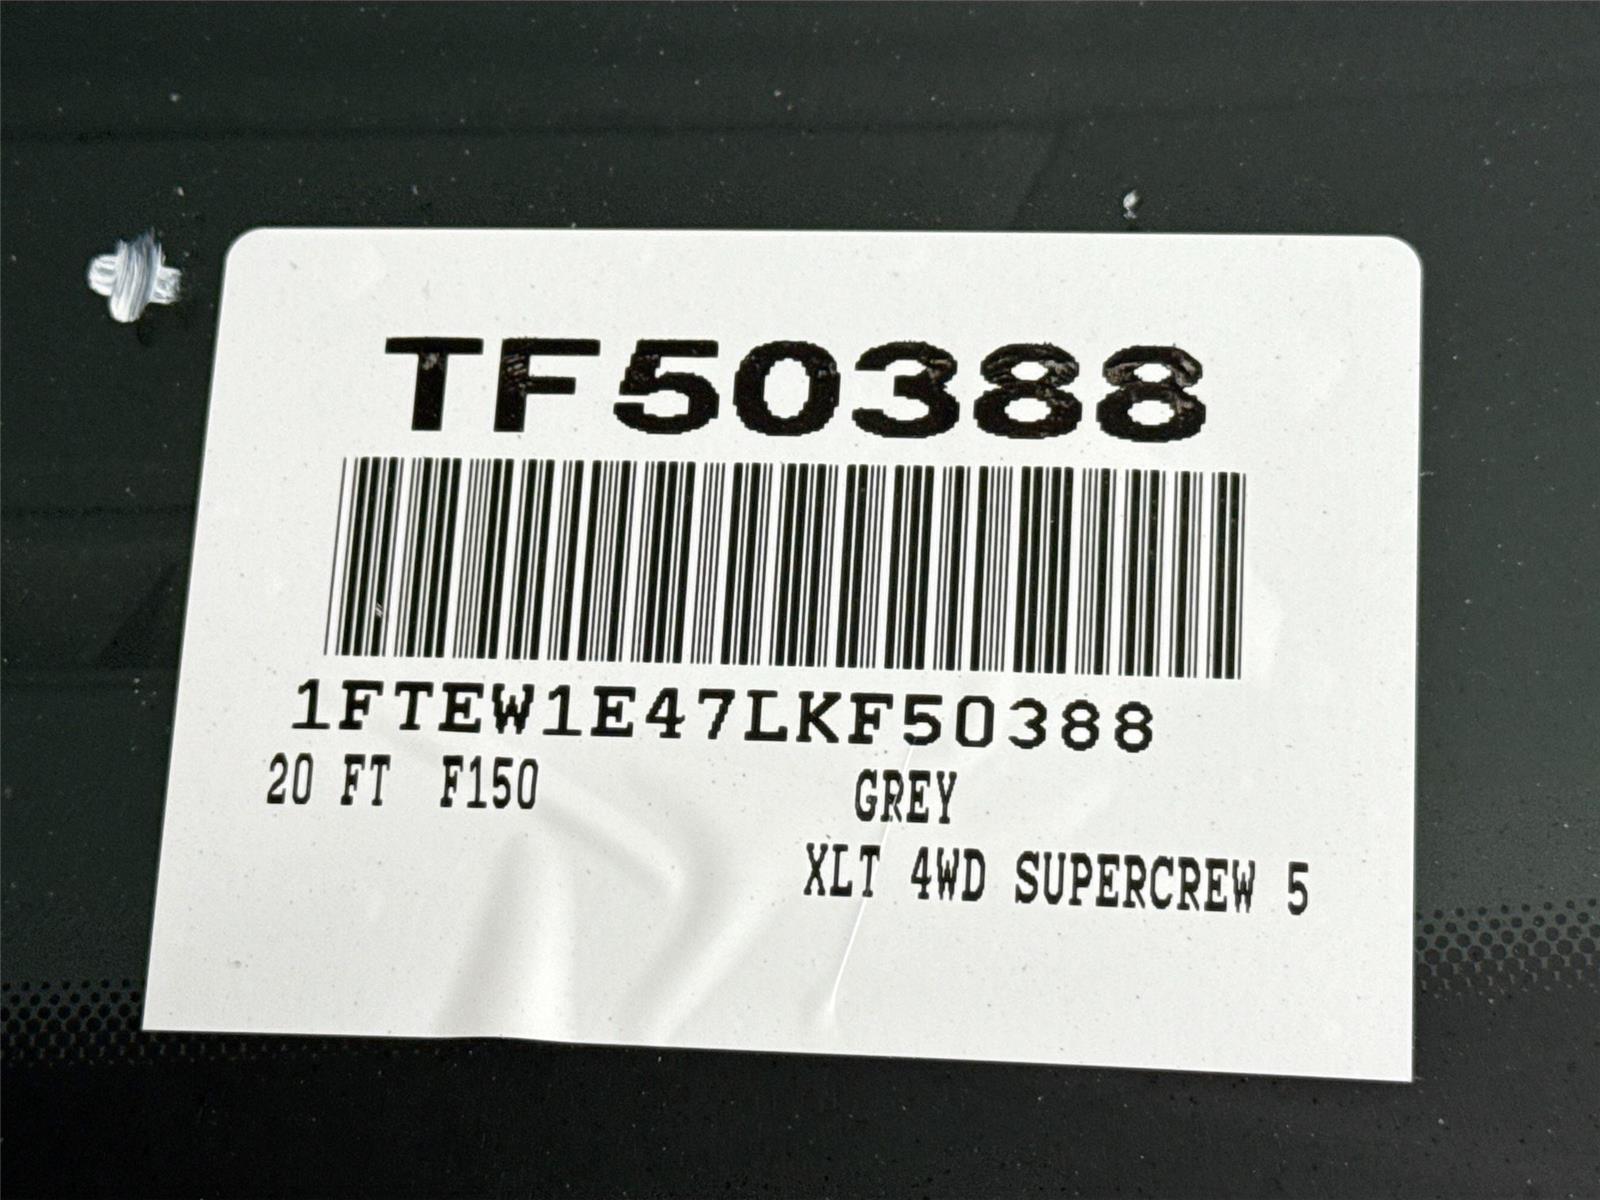 TF50388
1FTEW1E47LKF50388
20 FT F150 GREY
XLT 4WD SUPERCREW 5